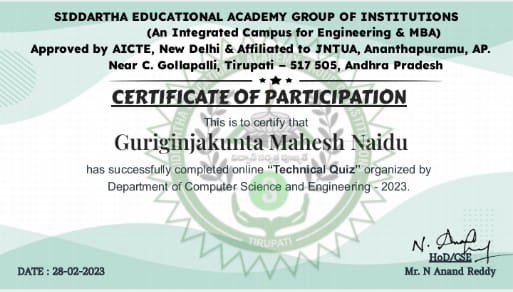 SIDDARTHA EDUCATIONAL ACADEMY GROUP OF INSTITUTIONS
(An Integrated Campus for Engineering & MBA)
Approved by AICTE, New Delhi & Affiliated to JNTUA, Ananthapuramu, AP.
Near C. Gollapalli, Tirupati – 517 505, Andhra Pradesh
CERTIFICATE OF PARTICIPATION
This is to certify that
Guriginjakunta Mahesh Naidu
has successfully completed online “Technical Quiz” organized by
Department of Computer Science and Engineering - 2023.
TIRUPATI
N. Anand
HoD/CSE
DATE : 28-02-2023
Mr. N Anand Reddy